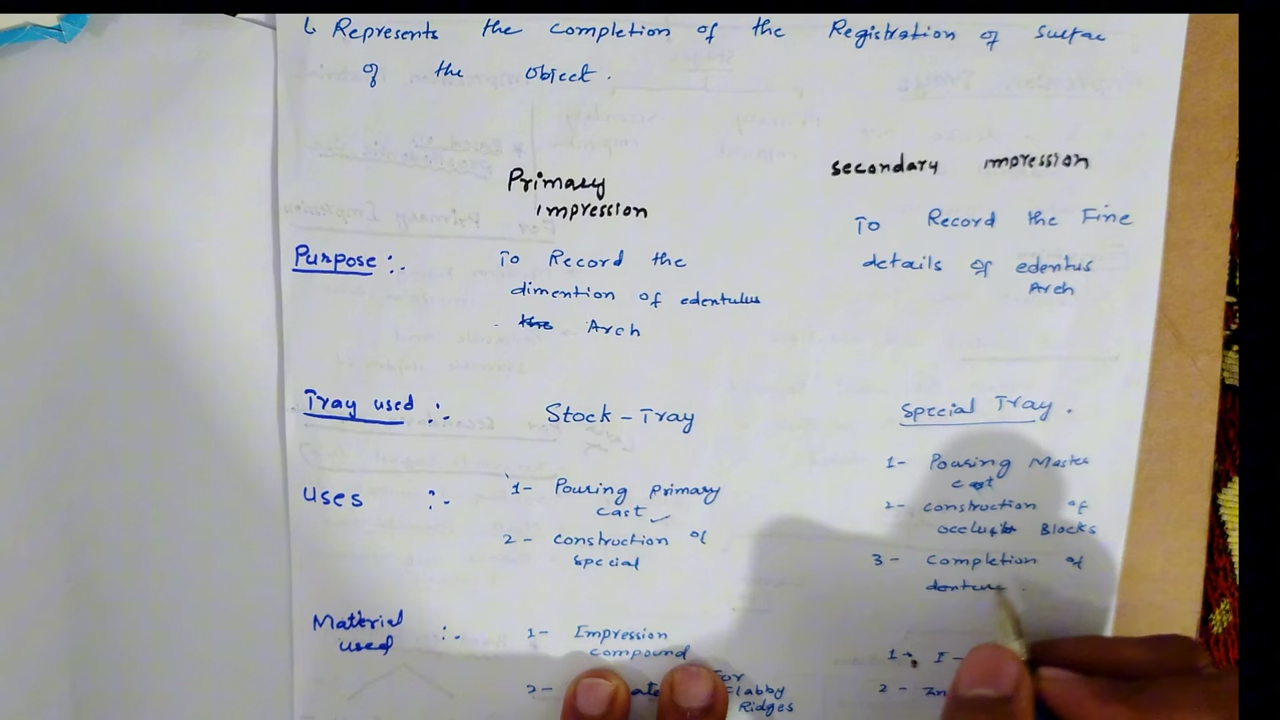 ↳ Represents the completion of the Registration of surfac
of the object.
Primary
impression
secondary impression
Purpose :-
To Record the
dimention of edentulus
Arch
To Record the Fine
details of edentus
Arch
Tray used :-
Stock - Tray
Special Tray.
Uses :-
1- Pouring primary
cast ✓
2- construction of
special
1- Pouring Master
cast
2- construction of
Blocks
3- Completion of
denture.
Material
used :-
1- Impression
compound
2-
For
Flabby
Ridges
1- I-
2- Zn